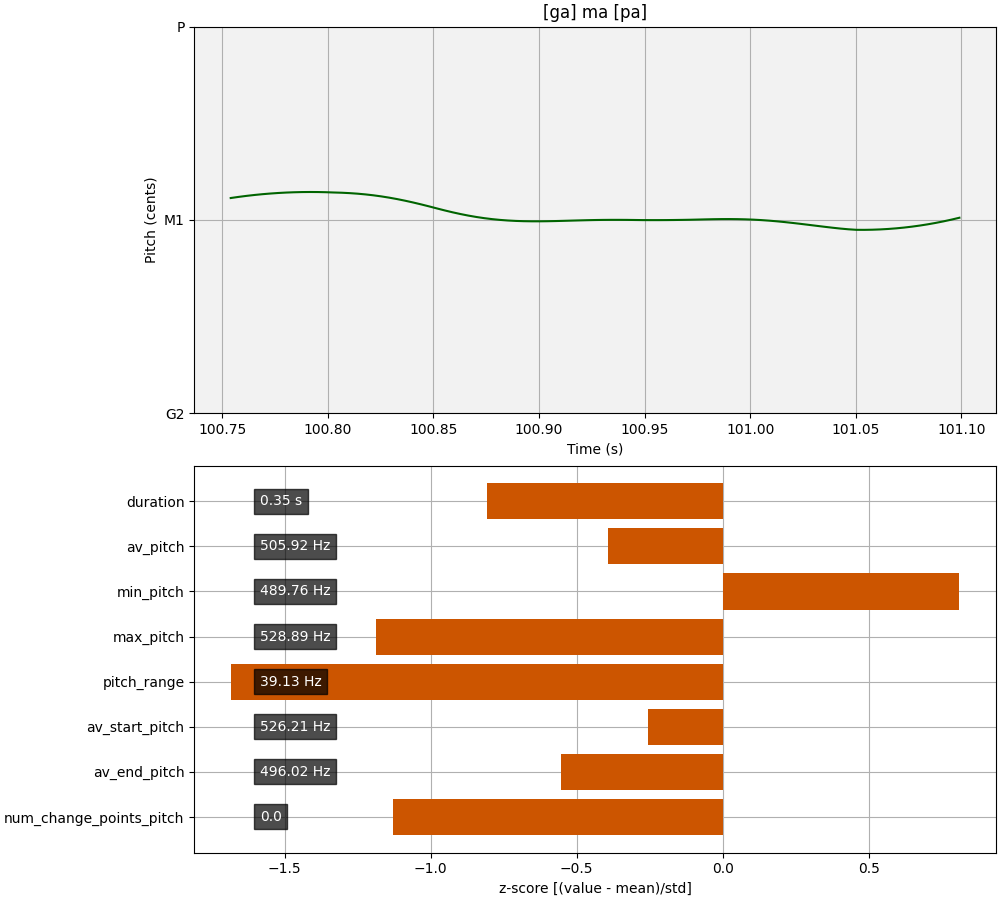 [ga] ma [pa]
P
M1
G2
Pitch (cents)
100.75 100.80 100.85 100.90 100.95 101.00 101.05 101.10
Time (s)
duration 0.35 s
av_pitch 505.92 Hz
min_pitch 489.76 Hz
max_pitch 528.89 Hz
pitch_range 39.13 Hz
av_start_pitch 526.21 Hz
av_end_pitch 496.02 Hz
num_change_points_pitch 0.0
−1.5 −1.0 −0.5 0.0 0.5
z-score [(value - mean)/std]